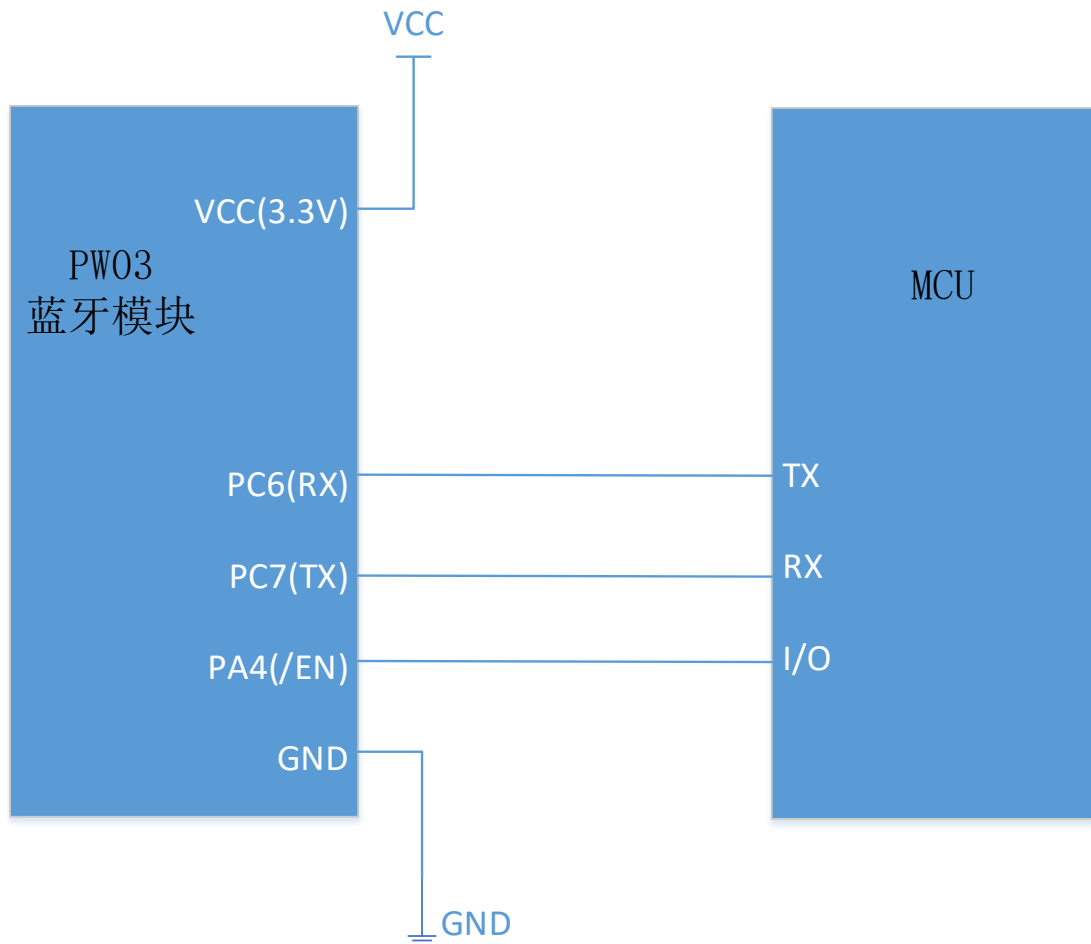 VCC
VCC(3.3V)
PW03
蓝牙模块
MCU
PC6(RX)
TX
PC7(TX)
RX
PA4(/EN)
I/O
GND
GND